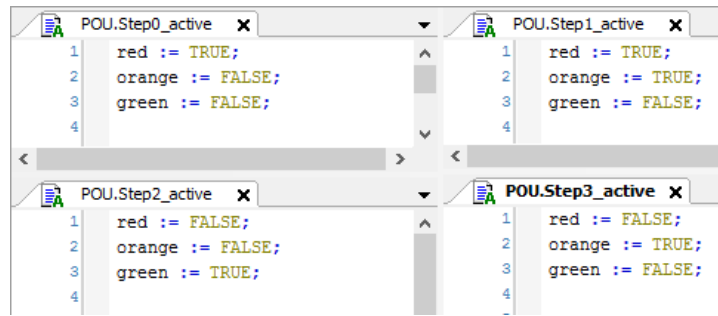 POU.Step0_active
1 red := TRUE;
2 orange := FALSE;
3 green := FALSE;
4
POU.Step1_active
1 red := TRUE;
2 orange := TRUE;
3 green := FALSE;
4
POU.Step2_active
1 red := FALSE;
2 orange := FALSE;
3 green := TRUE;
4
POU.Step3_active
1 red := FALSE;
2 orange := TRUE;
3 green := FALSE;
4